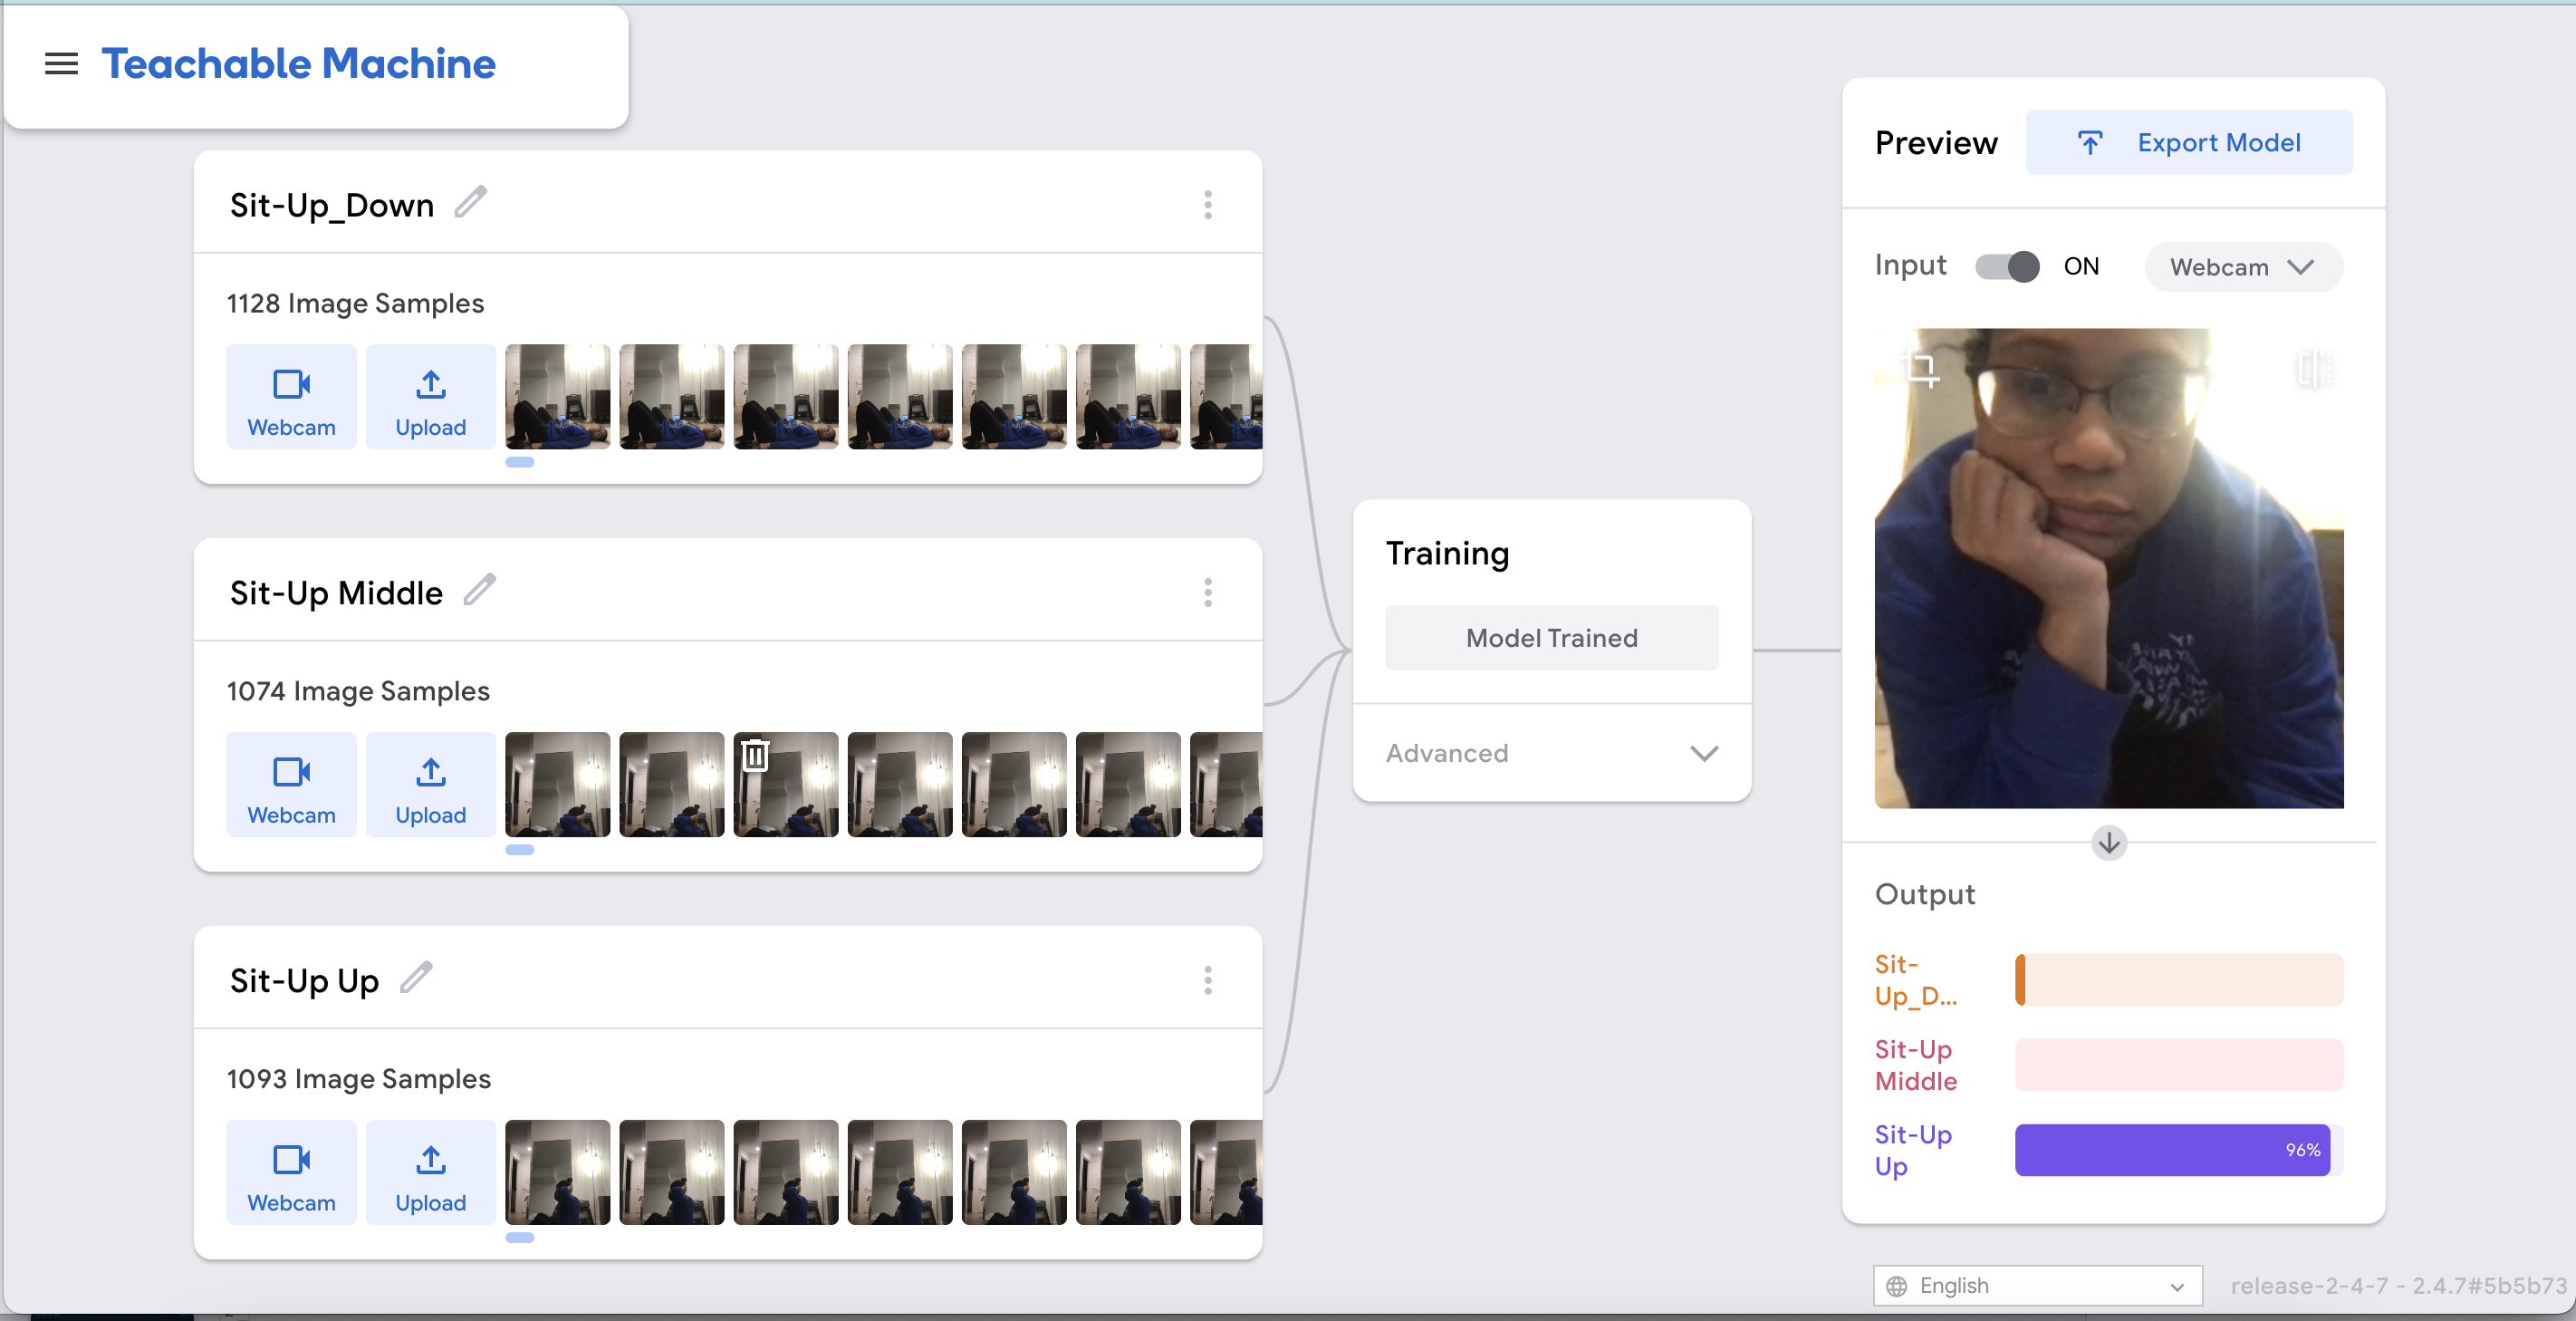 Teachable Machine
Sit-Up_Down
1128 Image Samples
Webcam
Upload
Sit-Up Middle
1074 Image Samples
Webcam
Upload
Sit-Up Up
1093 Image Samples
Webcam
Upload
Training
Model Trained
Advanced
Preview
Export Model
Input
ON
Webcam
Output
Sit-
Up_D...
Sit-Up
Middle
Sit-Up
Up
96%
English
release-2-4-7 - 2.4.7#5b5b73